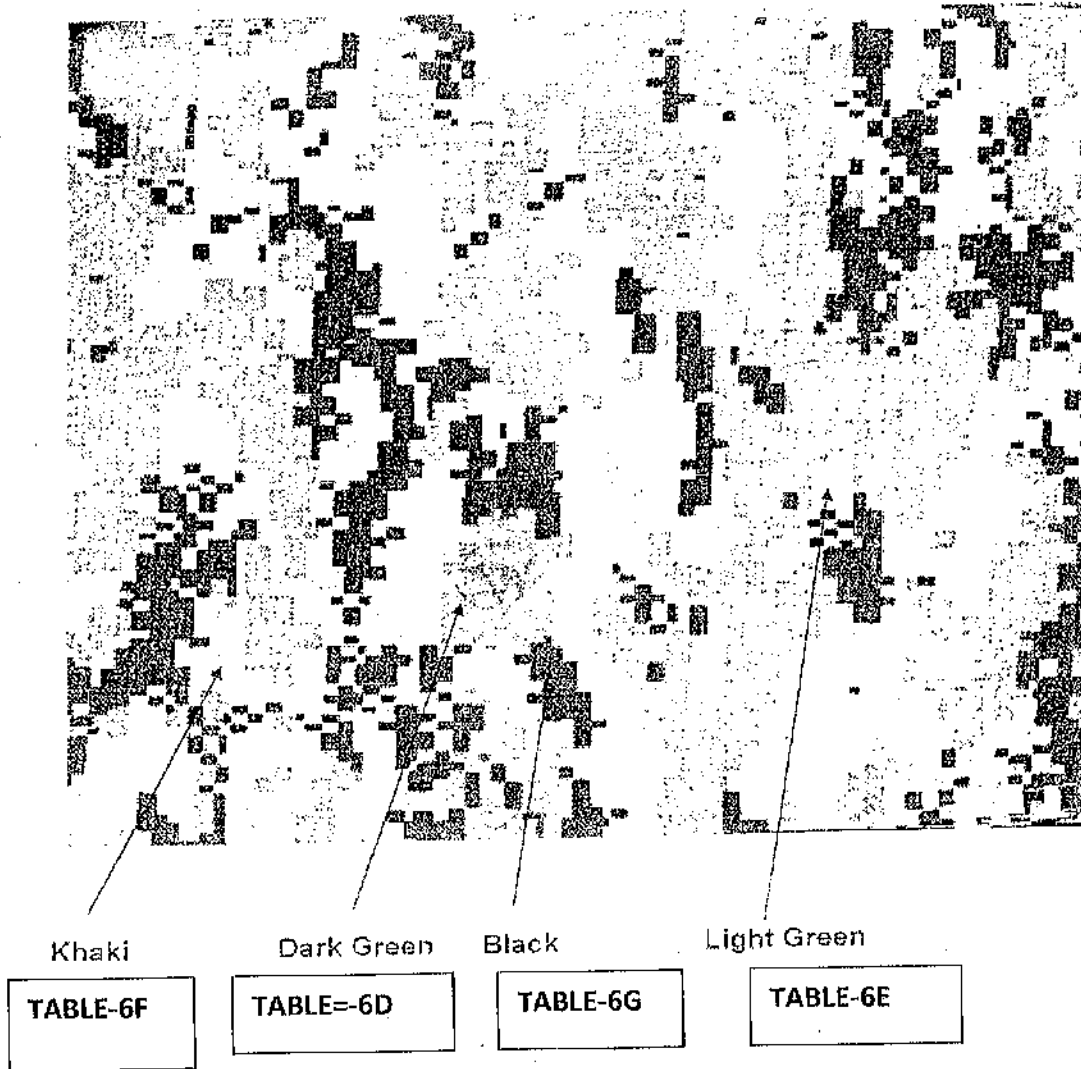 Khaki
Dark Green
Black
Light Green
TABLE-6F
TABLE=-6D
TABLE-6G
TABLE-6E